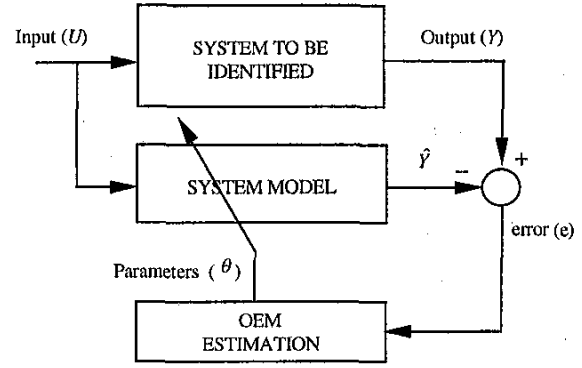 Input (U)
SYSTEM TO BE
IDENTIFIED
Output (Y)
SYSTEM MODEL
Ŷ
−
+
error (e)
Parameters ( θ )
OEM
ESTIMATION